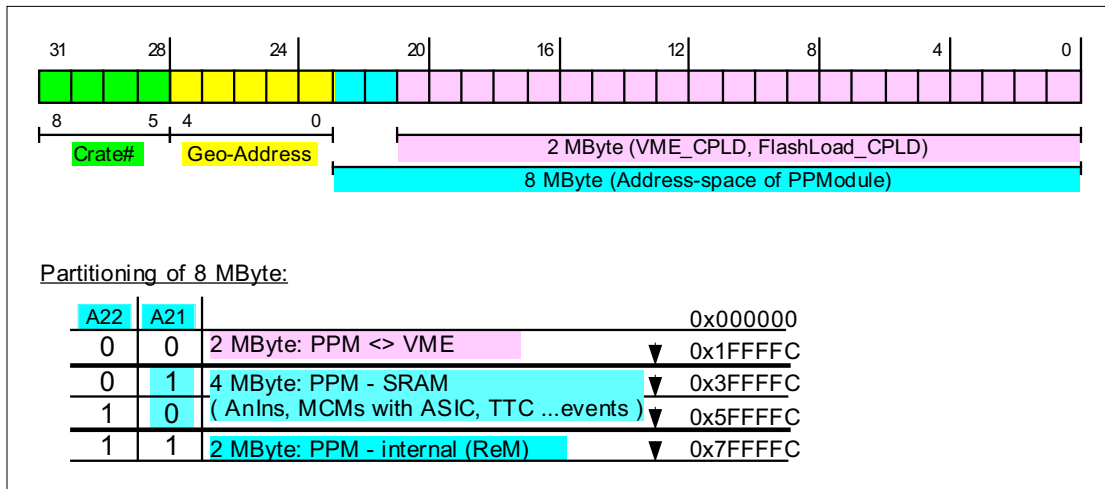 31 28 24 20 16 12 8 4 0
8 5 4 0
Crate# Geo-Address 2 MByte (VME_CPLD, FlashLoad_CPLD)
8 MByte (Address-space of PPModule)
Partitioning of 8 MByte:
A22 A21 0x000000
0 0 2 MByte: PPM <> VME 0x1FFFFC
0 1 4 MByte: PPM - SRAM 0x3FFFFC
1 0 ( AnIns, MCMs with ASIC, TTC ...events ) 0x5FFFFC
1 1 2 MByte: PPM - internal (ReM) 0x7FFFFC